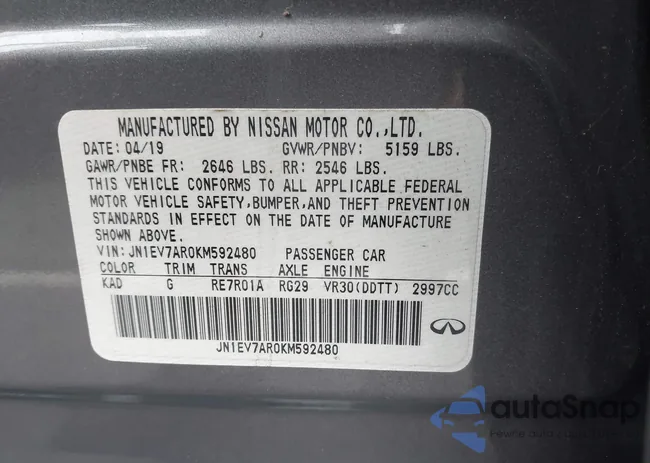 MANUFACTURED BY NISSAN MOTOR CO.,LTD.
DATE: 04/19 GVWR/PNBV: 5159 LBS.
GAWR/PNBE FR: 2646 LBS. RR: 2546 LBS.
THIS VEHICLE CONFORMS TO ALL APPLICABLE FEDERAL
MOTOR VEHICLE SAFETY,BUMPER,AND THEFT PREVENTION
STANDARDS IN EFFECT ON THE DATE OF MANUFACTURE
SHOWN ABOVE.
VIN: JN1EV7AR0KM592480 PASSENGER CAR
COLOR TRIM TRANS AXLE ENGINE
KAD G RE7R01A RG29 VR30(DDTT) 2997CC
JN1EV7AR0KM592480
autoSnap
Pewne auta z USA